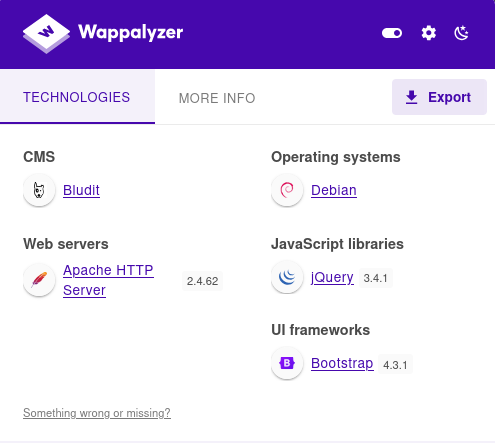 Wappalyzer
TECHNOLOGIES
MORE INFO
Export
CMS
Bludit
Web servers
Apache HTTP
Server
2.4.62
Operating systems
Debian
JavaScript libraries
jQuery 3.4.1
UI frameworks
Bootstrap 4.3.1
Something wrong or missing?